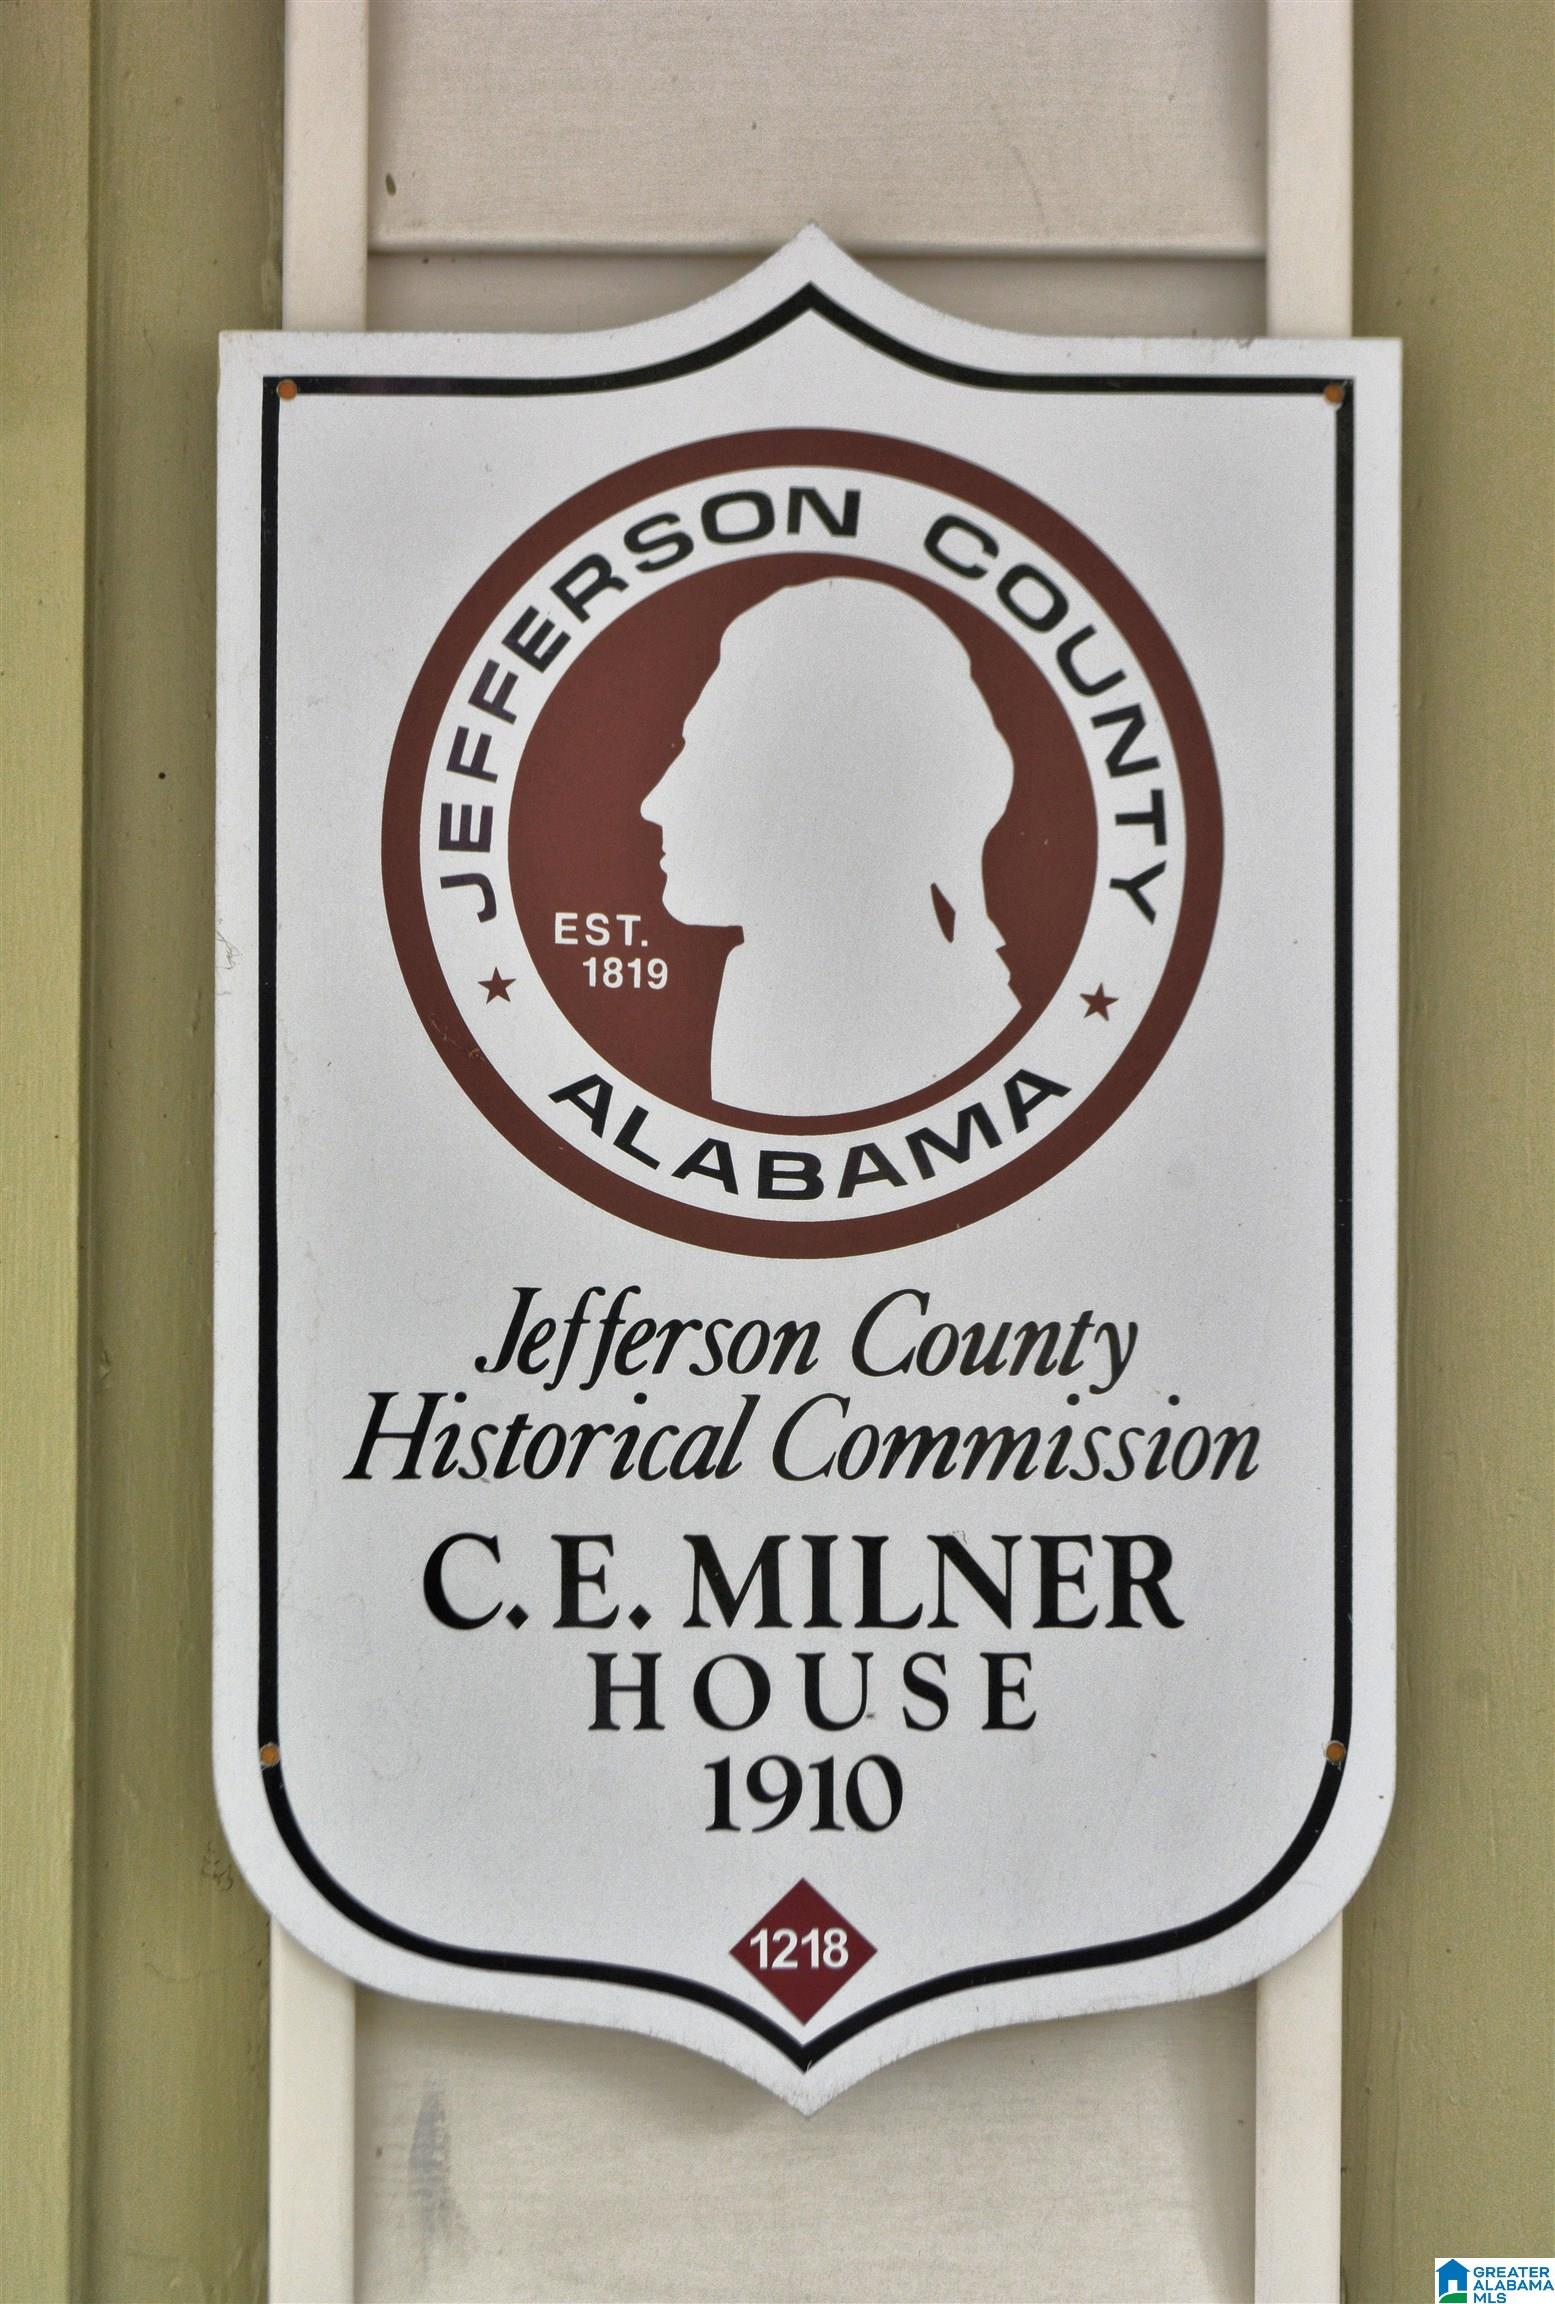 JEFFERSON COUNTY
EST.
1819
★ ALABAMA ★
Jefferson County
Historical Commission
C.E. MILNER
HOUSE
1910
1218
GREATER
ALABAMA
MLS